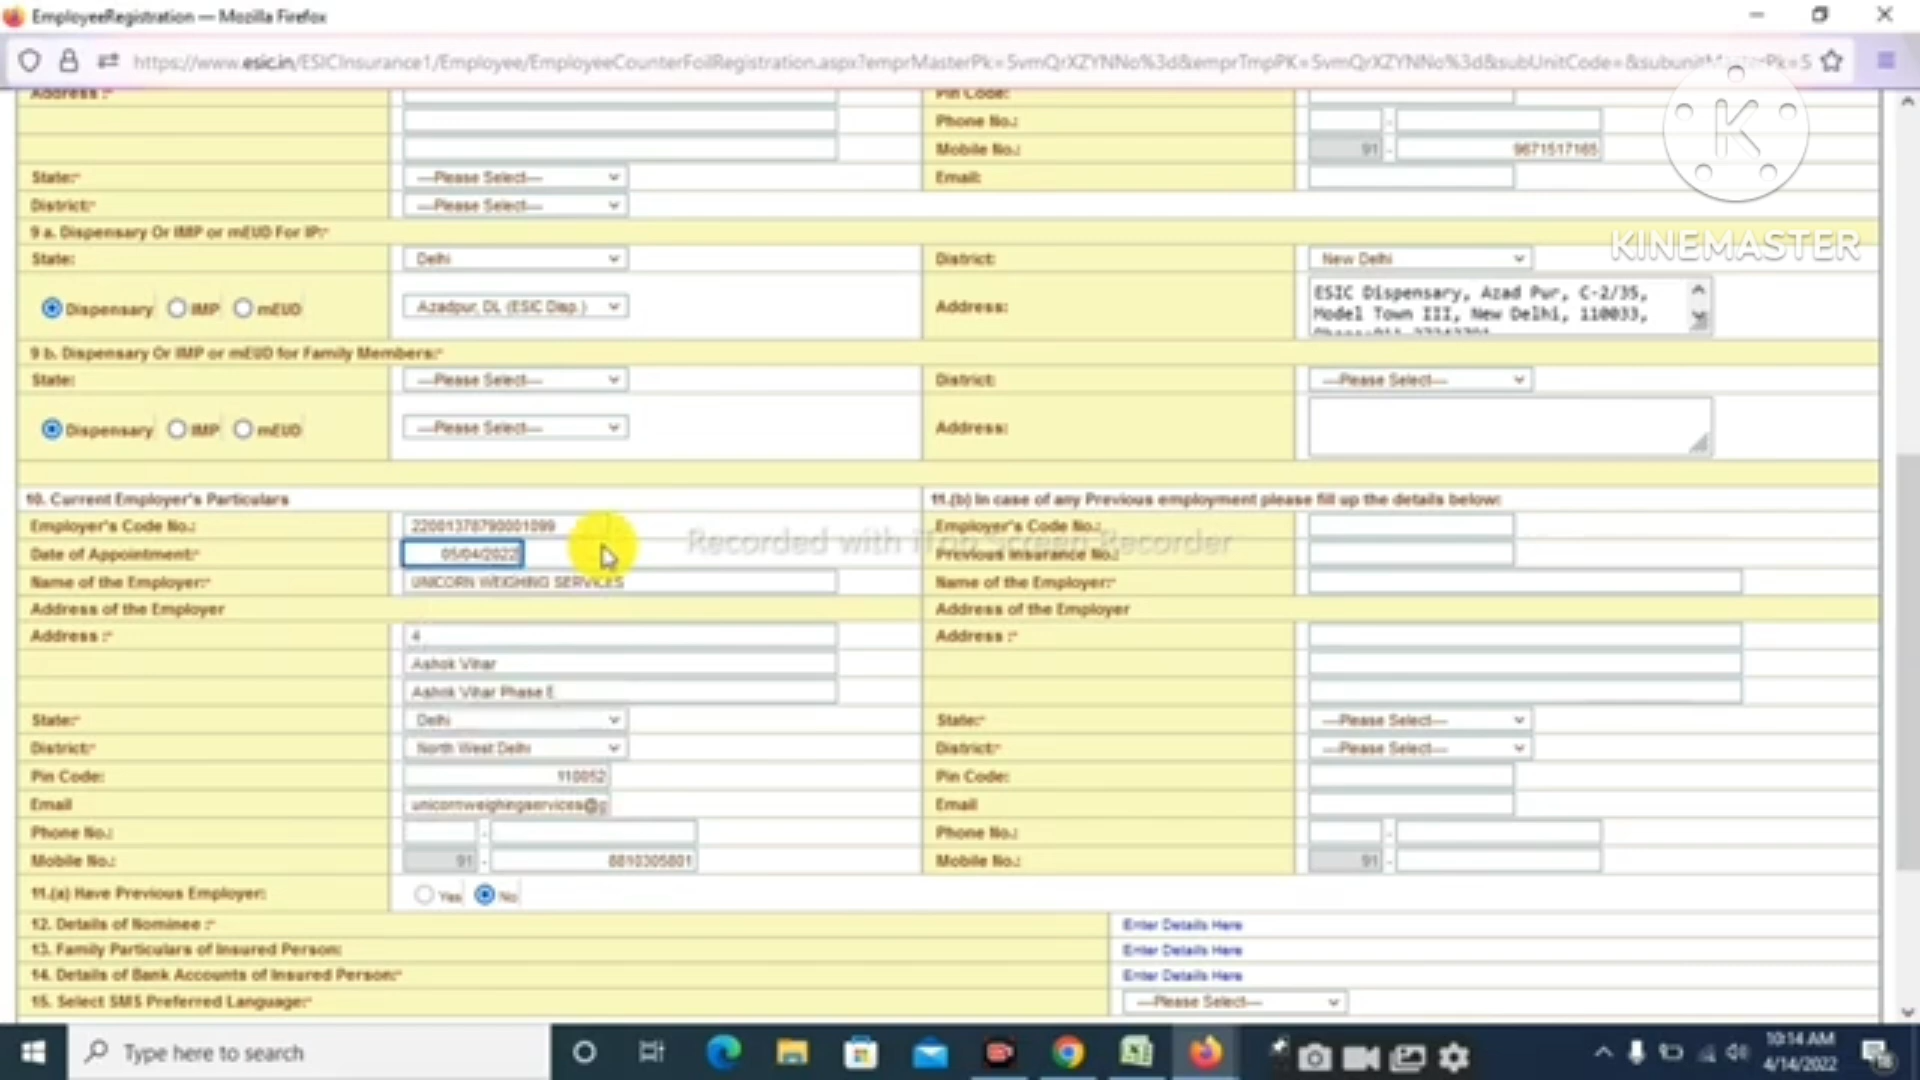 EmployeeRegistration — Mozilla Firefox
https://www.esic.in/ESICInsurance1/Employee/EmployeeCounterFoilRegistration.aspx?emprMasterPk=5vmQrXZYNNo%3d&emprTmpPK=5vmQrXZYNNo%3d&subUnitCode=&subunitMasterPk=5
Address :* Pin Code:
Phone No.: -
Mobile No.: 91 - 9671517165
State:* ---Please Select--- Email:
District:* ---Please Select---
K
KINEMASTER
9 a. Dispensary Or IMP or mEUD For IP:*
State: Delhi District: New Delhi
Dispensary IMP mEUD Azadpur, DL (ESIC Disp.) Address: ESIC Dispensary, Azad Pur, C-2/35,
Model Town III, New Delhi, 110033,
9 b. Dispensary Or IMP or mEUD for Family Members:*
State: ---Please Select--- District: ---Please Select---
Dispensary IMP mEUD ---Please Select--- Address:
10. Current Employer's Particulars 11.(b) In case of any Previous employment please fill up the details below:
Employer's Code No.: 22001378790001099 Employer's Code No.:
Recorded with iTop Screen Recorder
Date of Appointment:* 05/04/2022 Previous Insurance No.:
Name of the Employer:* UNICORN WEIGHING SERVICES Name of the Employer:*
Address of the Employer Address of the Employer
Address :* 4 Address :*
Ashok Vihar
Ashok Vihar Phase E
State:* Delhi State:* ---Please Select---
District:* North West Delhi District:* ---Please Select---
Pin Code: 110052 Pin Code:
Email unicornweighingservices@g Email
Phone No.: - Phone No.: -
Mobile No.: 91 - 8810305801 Mobile No.: 91 -
11.(a) Have Previous Employer: Yes No
12. Details of Nominee :* Enter Details Here
13. Family Particulars of Insured Person: Enter Details Here
14. Details of Bank Accounts of Insured Person:* Enter Details Here
15. Select SMS Preferred Language:* ---Please Select---
Type here to search
10:14 AM
4/14/2022